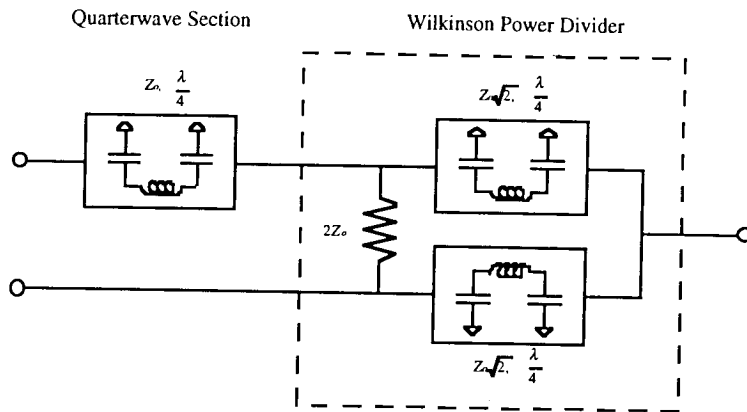 Quarterwave Section
Wilkinson Power Divider
Zₒ, λ/4
Zₒ√2, λ/4
2Zₒ
Zₒ√2, λ/4